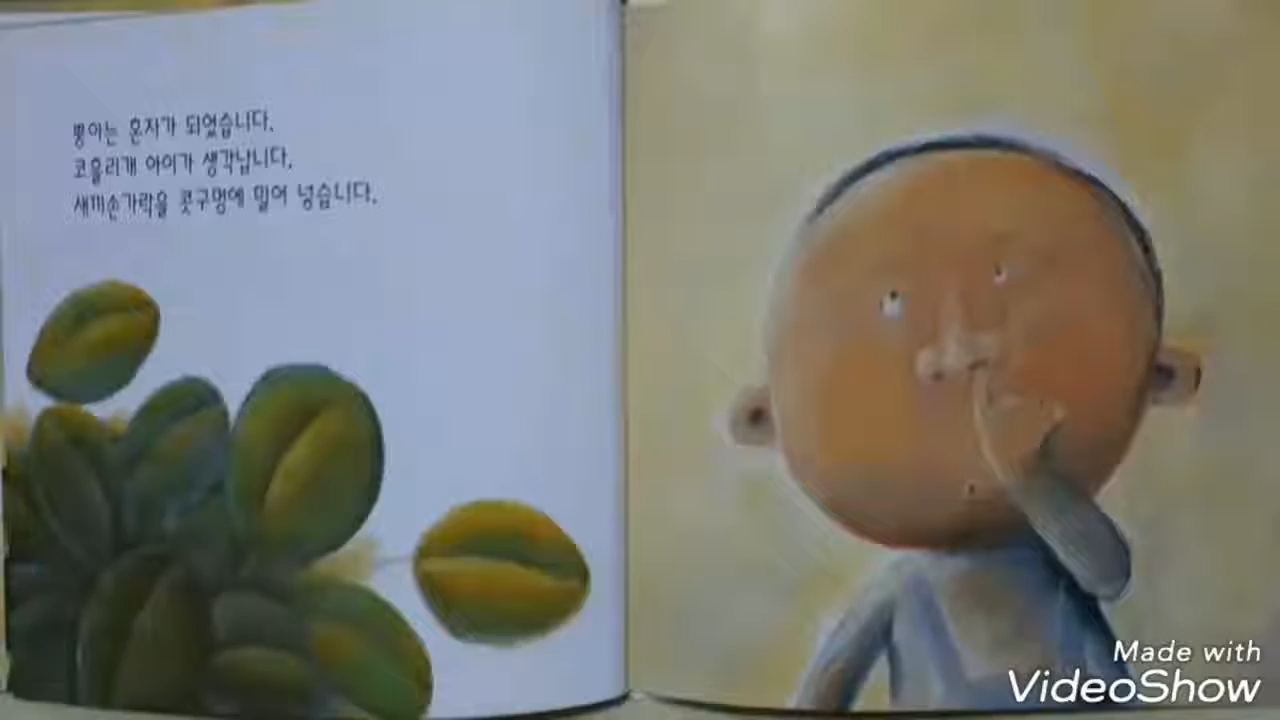 뽕이는 혼자가 되었습니다.
코흘리개 아이가 생각납니다.
새끼손가락을 콧구멍에 밀어 넣습니다.
Made with
VideoShow